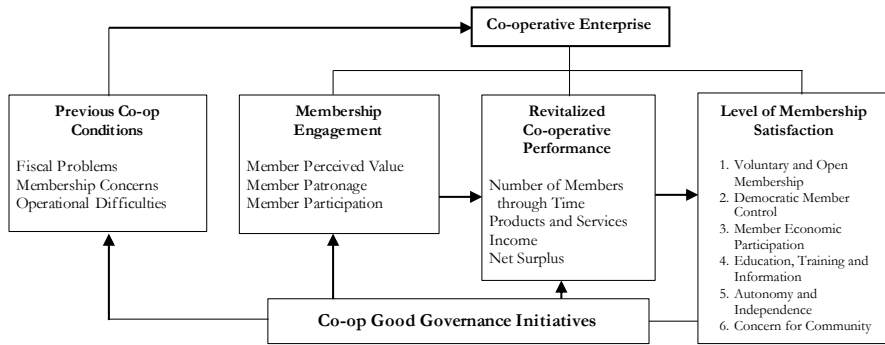 Co-operative Enterprise
Previous Co-op
Conditions
Fiscal Problems
Membership Concerns
Operational Difficulties
Membership
Engagement
Member Perceived Value
Member Patronage
Member Participation
Revitalized
Co-operative
Performance
Number of Members
through Time
Products and Services
Income
Net Surplus
Level of Membership
Satisfaction
1. Voluntary and Open
Membership
2. Democratic Member
Control
3. Member Economic
Participation
4. Education, Training and
Information
5. Autonomy and
Independence
6. Concern for Community
Co-op Good Governance Initiatives